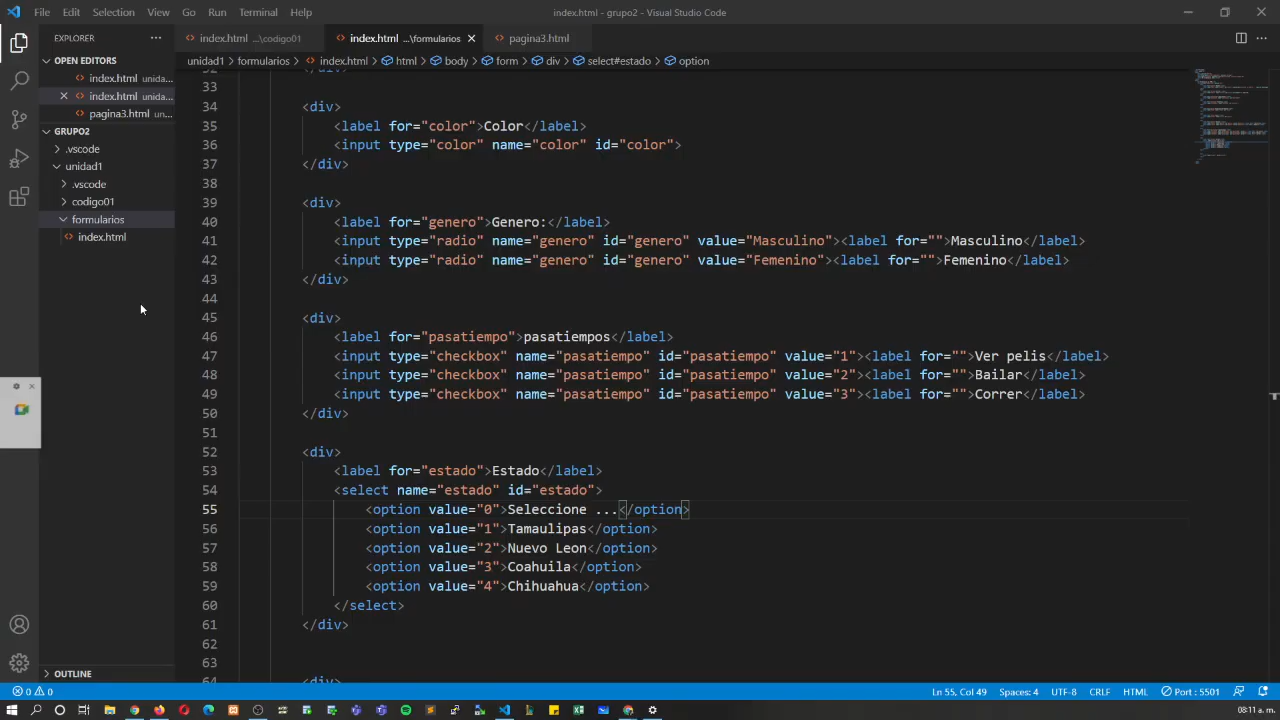 File Edit Selection View Go Run Terminal Help
index.html - grupo2 - Visual Studio Code
EXPLORER
OPEN EDITORS
index.html unida...
index.html unida...
pagina3.html un...
GRUPO2
.vscode
unidad1
.vscode
codigo01
formularios
index.html
OUTLINE
index.html ...\codigo01
index.html ...\formularios
pagina3.html
unidad1 > formularios > index.html > html > body > form > div > select#estado > option
33
34 <div>
35 <label for="color">Color</label>
36 <input type="color" name="color" id="color">
37 </div>
38
39 <div>
40 <label for="genero">Genero:</label>
41 <input type="radio" name="genero" id="genero" value="Masculino"><label for="">Masculino</label>
42 <input type="radio" name="genero" id="genero" value="Femenino"><label for="">Femenino</label>
43 </div>
44
45 <div>
46 <label for="pasatiempo">pasatiempos</label>
47 <input type="checkbox" name="pasatiempo" id="pasatiempo" value="1"><label for="">Ver pelis</label>
48 <input type="checkbox" name="pasatiempo" id="pasatiempo" value="2"><label for="">Bailar</label>
49 <input type="checkbox" name="pasatiempo" id="pasatiempo" value="3"><label for="">Correr</label>
50 </div>
51
52 <div>
53 <label for="estado">Estado</label>
54 <select name="estado" id="estado">
55 <option value="0">Seleccione ...</option>
56 <option value="1">Tamaulipas</option>
57 <option value="2">Nuevo Leon</option>
58 <option value="3">Coahuila</option>
59 <option value="4">Chihuahua</option>
60 </select>
61 </div>
62
63
64 <div>
0 0
Ln 55, Col 49 Spaces: 4 UTF-8 CRLF HTML Port : 5501
08:11 a. m.